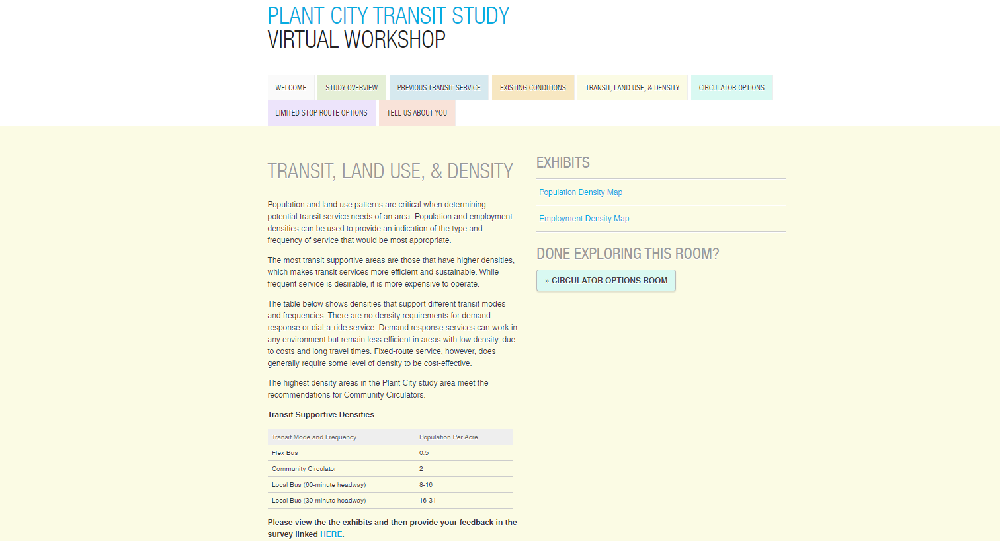 PLANT CITY TRANSIT STUDY
VIRTUAL WORKSHOP
WELCOME
STUDY OVERVIEW
PREVIOUS TRANSIT SERVICE
EXISTING CONDITIONS
TRANSIT, LAND USE, & DENSITY
CIRCULATOR OPTIONS
LIMITED STOP ROUTE OPTIONS
TELL US ABOUT YOU
TRANSIT, LAND USE, & DENSITY
Population and land use patterns are critical when determining
potential transit service needs of an area. Population and employment
densities can be used to provide an indication of the type and
frequency of service that would be most appropriate.
The most transit supportive areas are those that have higher densities,
which makes transit services more efficient and sustainable. While
frequent service is desirable, it is more expensive to operate.
The table below shows densities that support different transit modes
and frequencies. There are no density requirements for demand
response or dial-a-ride service. Demand response services can work in
any environment but remain less efficient in areas with low density, due
to costs and long travel times. Fixed-route service, however, does
generally require some level of density to be cost-effective.
The highest density areas in the Plant City study area meet the
recommendations for Community Circulators.
Transit Supportive Densities
Transit Mode and Frequency Population Per Acre
Flex Bus 0.5
Community Circulator 2
Local Bus (60-minute headway) 8-16
Local Bus (30-minute headway) 16-31
Please view the the exhibits and then provide your feedback in the
survey linked HERE.
EXHIBITS
Population Density Map
Employment Density Map
DONE EXPLORING THIS ROOM?
» CIRCULATOR OPTIONS ROOM